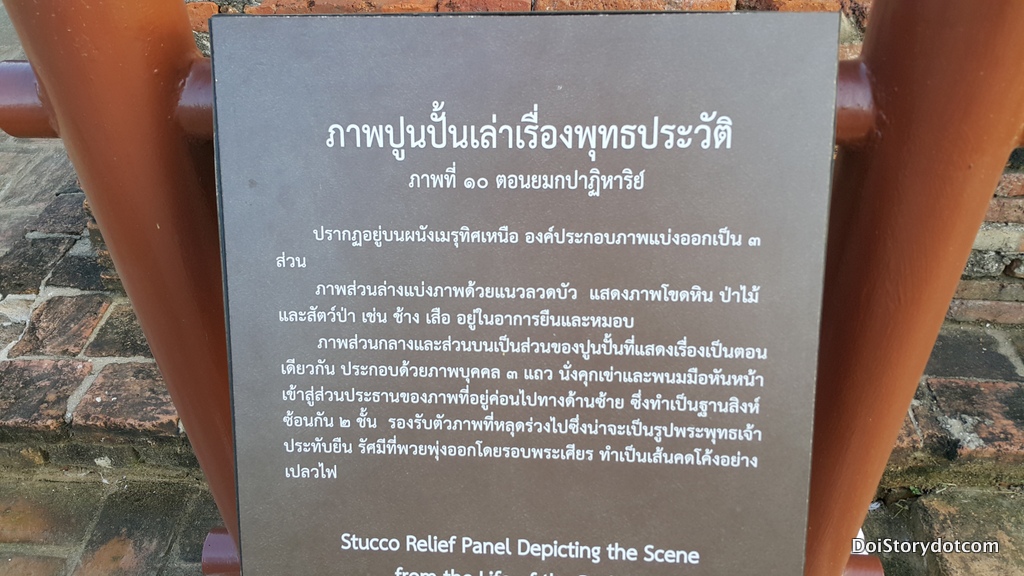 ภาพปูนปั้นเล่าเรื่องพุทธประวัติ
ภาพที่ ๑๐ ตอนยมกปาฏิหาริย์
ปรากฏอยู่บนผนังเมรุทิศเหนือ องค์ประกอบภาพแบ่งออกเป็น ๓
ส่วน
ภาพส่วนล่างแบ่งภาพด้วยแนวลวดบัว แสดงภาพโขดหิน ป่าไม้
และสัตว์ป่า เช่น ช้าง เสือ อยู่ในอาการยืนและหมอบ
ภาพส่วนกลางและส่วนบนเป็นส่วนของปูนปั้นที่แสดงเรื่องเป็นตอน
เดียวกัน ประกอบด้วยภาพบุคคล ๓ แถว นั่งคุกเข่าและพนมมือหันหน้า
เข้าสู่ส่วนประธานของภาพที่อยู่ค่อนไปทางด้านซ้าย ซึ่งทำเป็นฐานสิงห์
ซ้อนกัน ๒ ชั้น รองรับตัวภาพที่หลุดร่วงไปซึ่งน่าจะเป็นรูปพระพุทธเจ้า
ประทับยืน รัศมีที่พวยพุ่งออกโดยรอบพระเศียร ทำเป็นเส้นคดโค้งอย่าง
เปลวไฟ
Stucco Relief Panel Depicting the Scene
from the Life of the
DoiStorydotcom